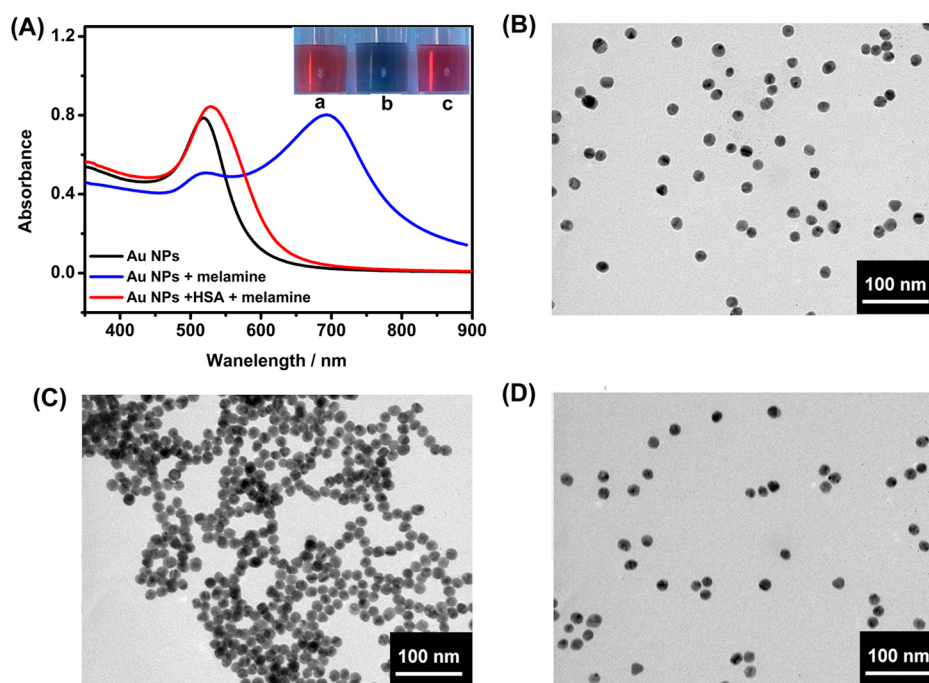 (A)
1.2
0.8
0.4
0.0
Absorbance
a b c
Au NPs
Au NPs + melamine
Au NPs +HSA + melamine
400 500 600 700 800 900
Wanelength / nm
(B)
100 nm
(C)
100 nm
(D)
100 nm